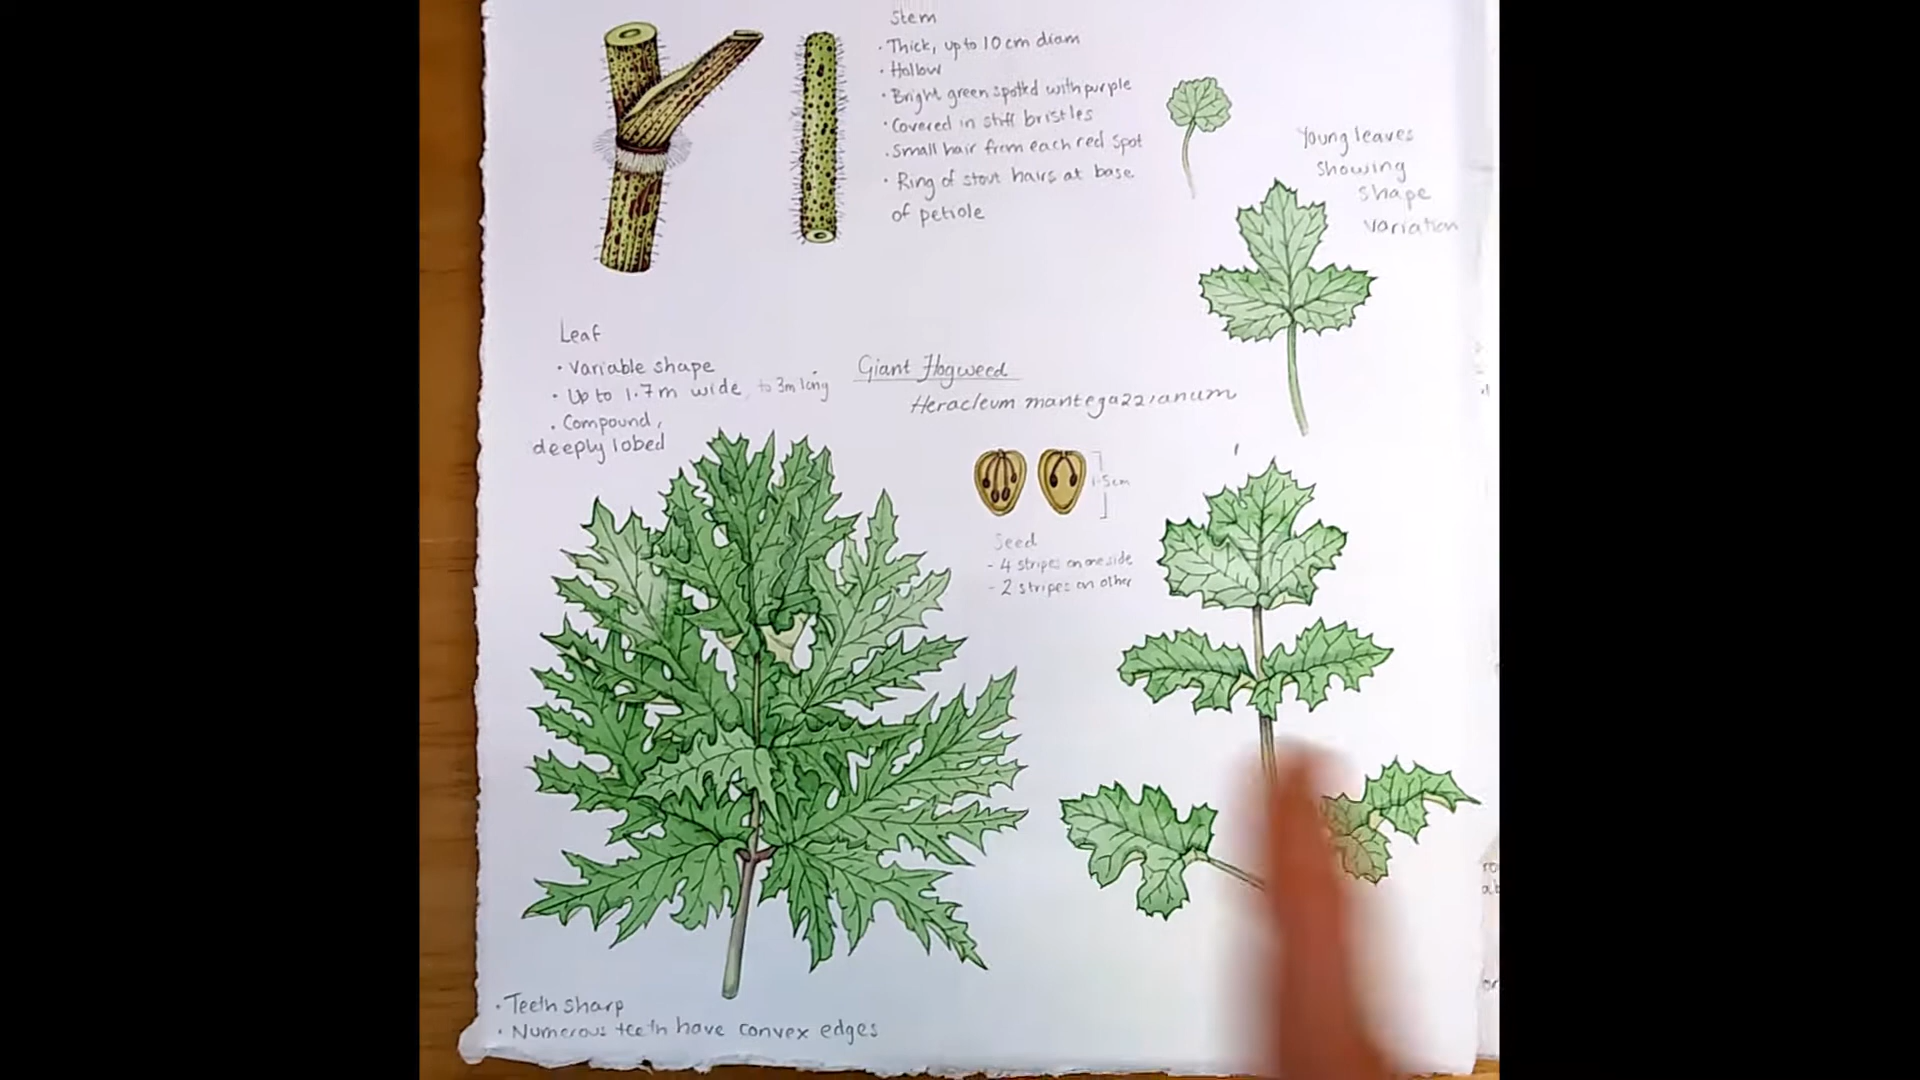 Stem
· Thick, up to 10 cm diam
· Hollow
· Bright green spotted with purple
· Covered in stiff bristles
· Small hair from each red spot
· Ring of stout hairs at base
of petiole
Young leaves
showing
shape
variation
Leaf
· Variable shape
· Up to 1.7m wide, to 3m long
· Compound,
deeply lobed
Giant Hogweed
Heracleum mantegazzianum
1.5cm
Seed
- 4 stripes on one side
- 2 stripes on other
· Teeth sharp
· Numerous teeth have convex edges